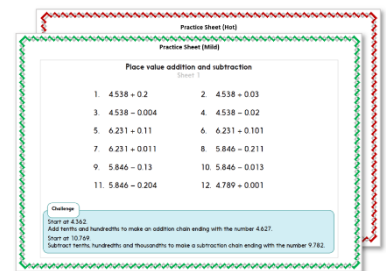 Practice Sheet (Hot)
Practice Sheet (Mild)
Place value addition and subtraction
Sheet 1
1. 4.538 + 0.2 2. 4.538 + 0.03
3. 4.538 – 0.004 4. 4.538 – 0.02
5. 6.231 + 0.11 6. 6.231 + 0.101
7. 6.231 + 0.011 8. 5.846 – 0.211
9. 5.846 – 0.13 10. 5.846 – 0.013
11. 5.846 – 0.204 12. 4.789 + 0.001
Challenge
Start at 4.362.
Add tenths and hundredths to make an addition chain ending with the number 4.627.
Start at 10.769.
Subtract tenths, hundredths and thousandths to make a subtraction chain ending with the number 9.782.